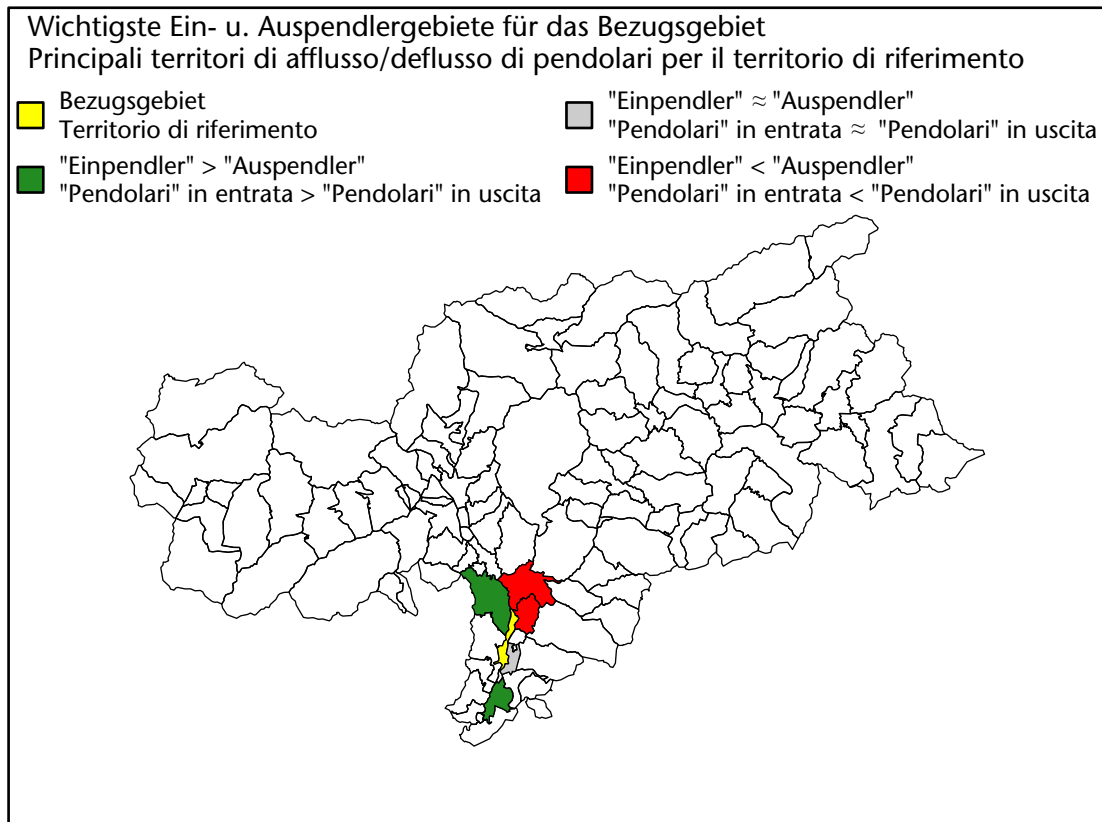 Wichtigste Ein- u. Auspendlergebiete für das Bezugsgebiet
Principali territori di afflusso/deflusso di pendolari per il territorio di riferimento
Bezugsgebiet
Territorio di riferimento
"Einpendler" > "Auspendler"
"Pendolari" in entrata > "Pendolari" in uscita
"Einpendler" ≈ "Auspendler"
"Pendolari" in entrata ≈ "Pendolari" in uscita
"Einpendler" < "Auspendler"
"Pendolari" in entrata < "Pendolari" in uscita